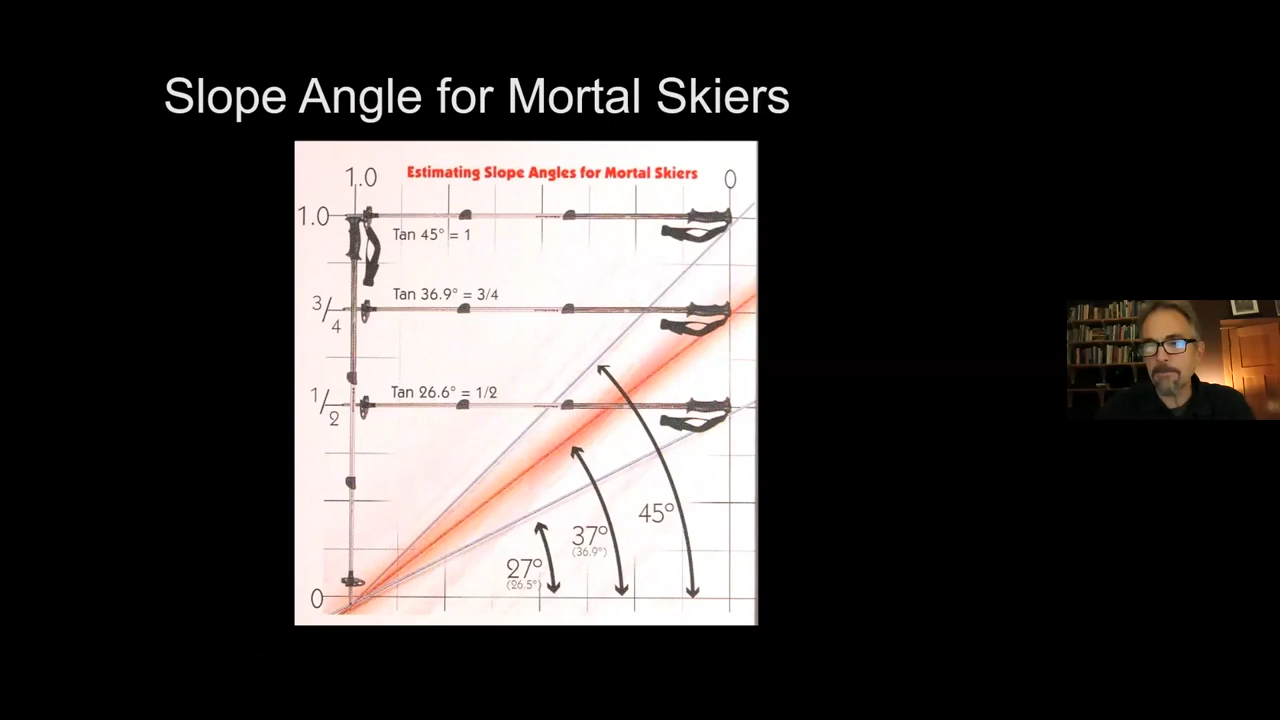 Slope Angle for Mortal Skiers
Estimating Slope Angles for Mortal Skiers
1.0
0
1.0
Tan 45° = 1
Tan 36.9° = 3/4
3/4
Tan 26.6° = 1/2
1/2
45°
37°
(36.9°)
27°
(26.5°)
0